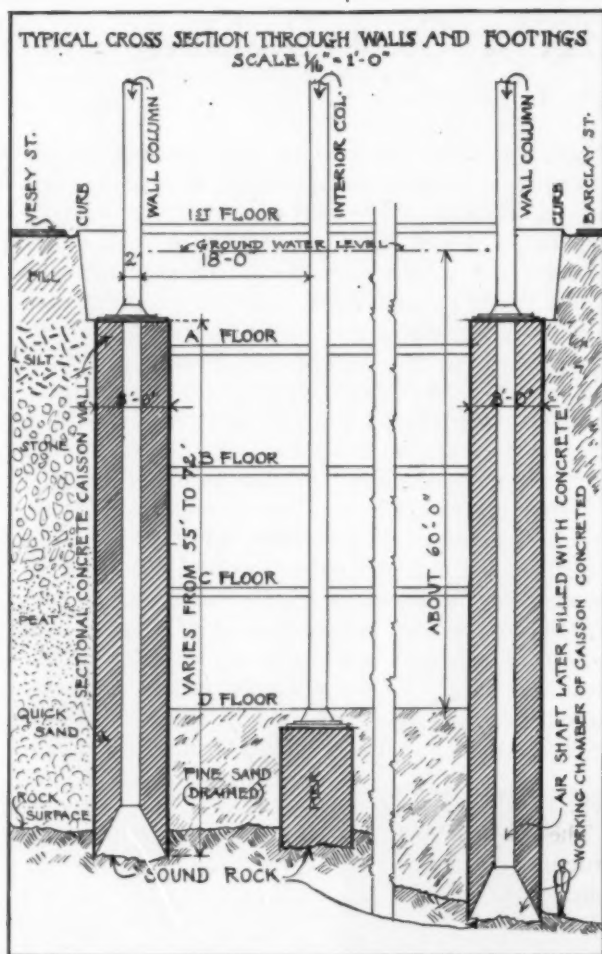 TYPICAL CROSS SECTION THROUGH WALLS AND FOOTINGS
SCALE 1/16" = 1'-0"
VESEY ST.
CURB
WALL COLUMN
INTERIOR COL.
WALL COLUMN
CURB
BARCLAY ST.
1ST FLOOR
GROUND WATER LEVEL
2'
18'-0"
FILL
A FLOOR
SILT
8'-0"
8'-0"
STONE
B FLOOR
SECTIONAL CONCRETE CAISSON WALL
VARIES FROM 55' TO 72'
ABOUT 60'-0"
C FLOOR
PEAT
D FLOOR
QUICK
SAND
FINE SAND
(DRAINED)
PIER
ROCK
SURFACE
SOUND ROCK
AIR SHAFT LATER FILLED WITH CONCRETE
WORKING CHAMBER OF CAISSON CONCRETED